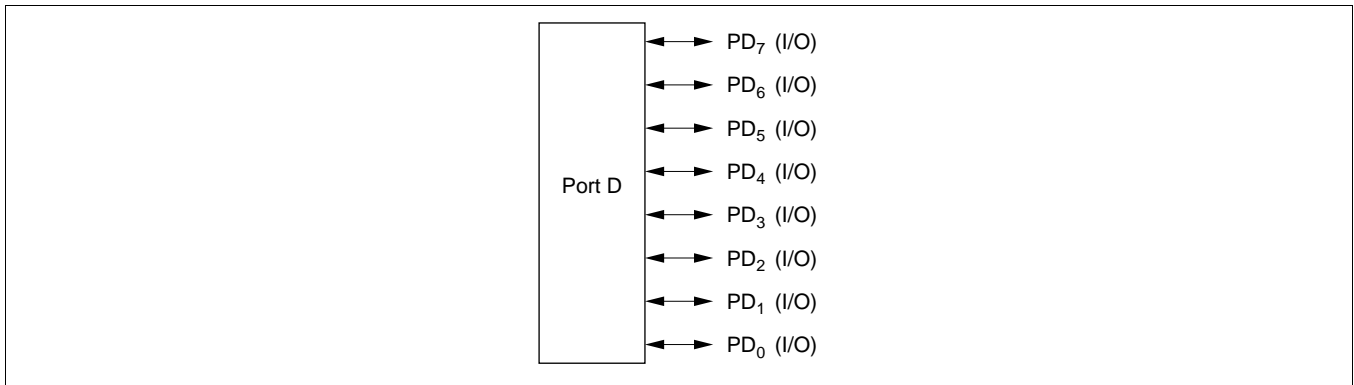 PD7 (I/O)
PD6 (I/O)
PD5 (I/O)
PD4 (I/O)
Port D
PD3 (I/O)
PD2 (I/O)
PD1 (I/O)
PD0 (I/O)